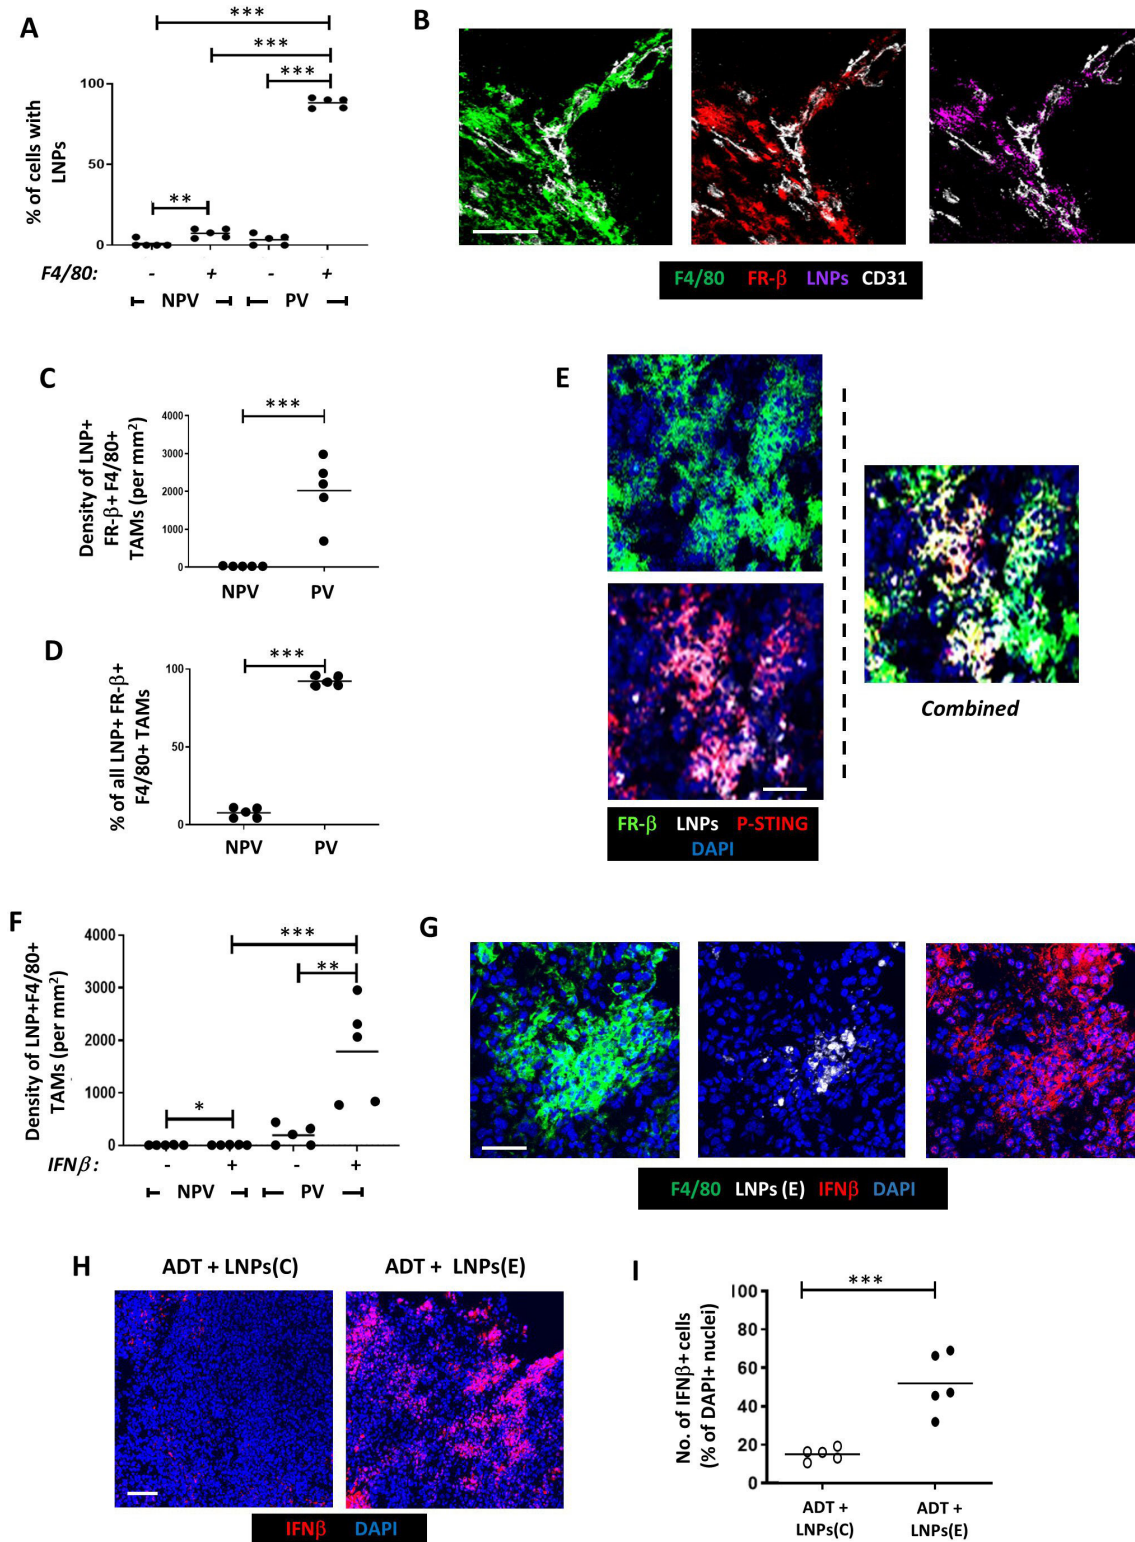 A
***
***
***
**
% of cells with
LNPs
100
50
0
F4/80: - + - +
NPV PV
B
F4/80 FR-β LNPs CD31
C
***
Density of LNP+
FR-β+ F4/80+
TAMs (per mm²)
4000
3000
2000
1000
0
NPV PV
D
***
% of all LNP+ FR-β+
F4/80+ TAMs
100
50
0
NPV PV
E
Combined
FR-β LNPs P-STING
DAPI
F
***
**
*
Density of LNP+F4/80+
TAMs (per mm²)
4000
3000
2000
1000
0
IFNβ: - + - +
NPV PV
G
F4/80 LNPs (E) IFNβ DAPI
H
ADT + LNPs(C) ADT + LNPs(E)
IFNβ DAPI
I
***
No. of IFNβ+ cells
(% of DAPI+ nuclei)
100
80
60
40
20
0
ADT + LNPs(C)
ADT + LNPs(E)